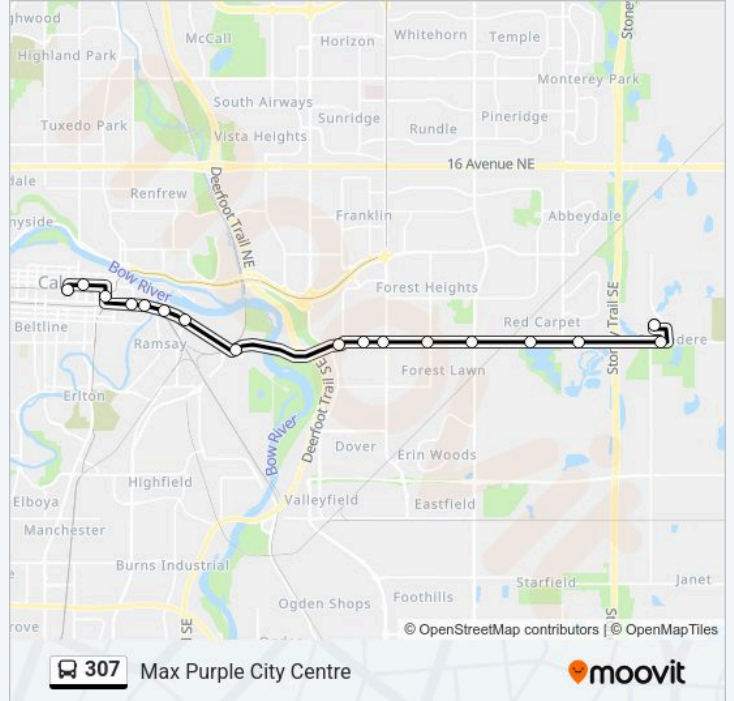 ghwood
McCall
Horizon
Whitehorn
Temple
Stoney
Highland Park
Monterey Park
South Airways
Sunridge
Pineridge
Tuxedo Park
Vista Heights
Rundle
16 Avenue NE
dale
Renfrew
Deerfoot Trail NE
nyside
Franklin
Abbeydale
Bow River
Cal
Forest Heights
Beltline
Ramsay
Red Carpet
Stoney Trail SE
dere
Forest Lawn
Deerfoot Trail SE
Erlton
Bow River
Dover
Erin Woods
Highfield
Valleyfield
Eastfield
Elboya
Manchester
Burns Industrial
Starfield
Janet
Foothills
Ogden Shops
rove
SE
© OpenStreetMap contributors | © OpenMapTiles
307 Max Purple City Centre
moovit